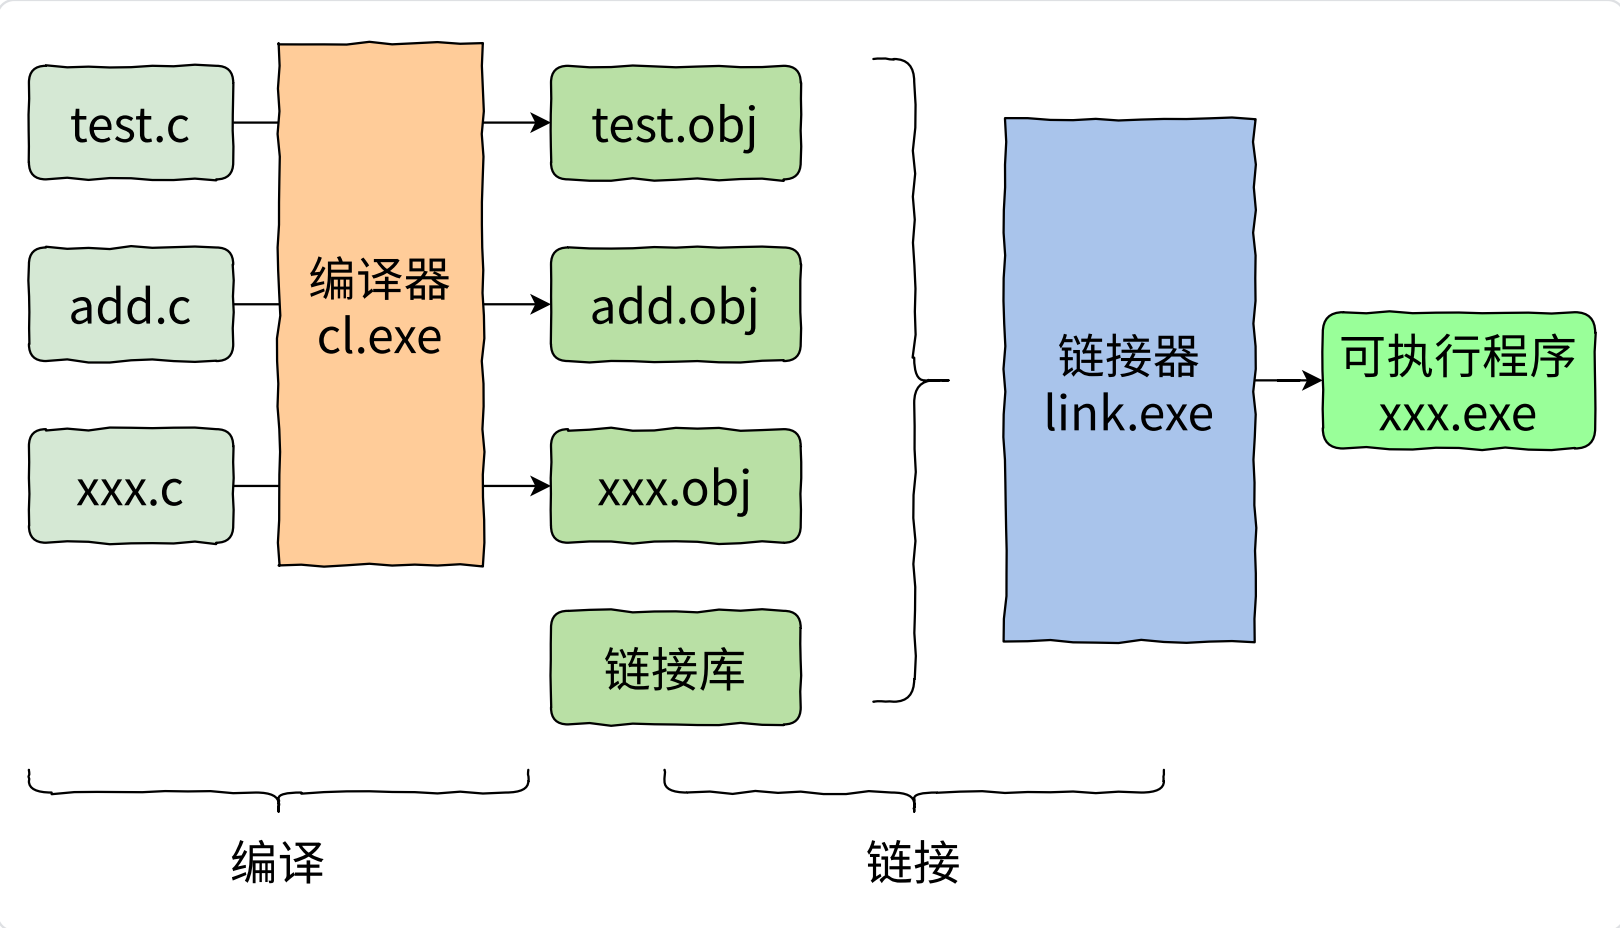 test.c
test.obj
add.c
编译器
cl.exe
add.obj
xxx.c
xxx.obj
链接库
链接器
link.exe
可执行程序
xxx.exe
编译
链接